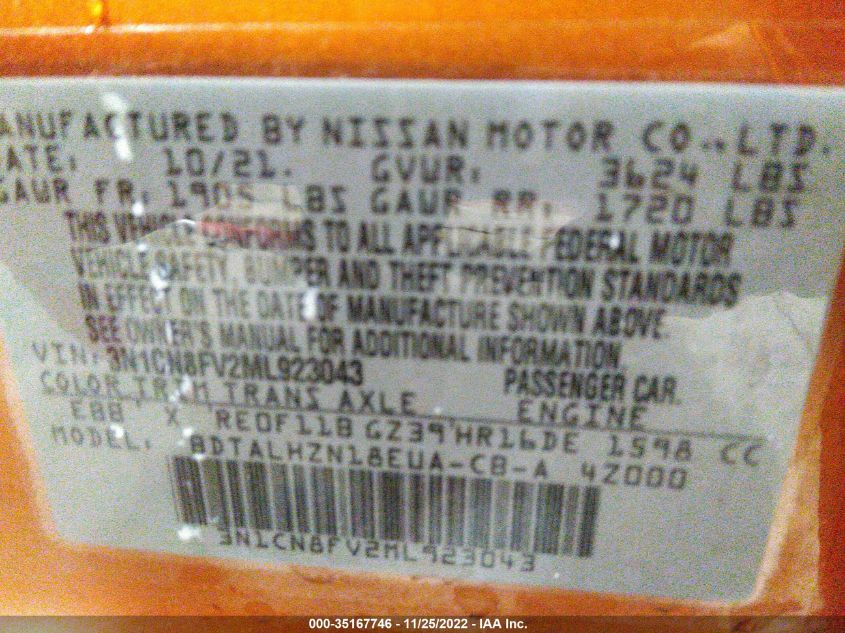 ANUFACTURED BY NISSAN MOTOR CO., LTD.
ATE: 10/21. GVWR: 3624 LBS
GAWR FR: 1905 LBS GAWR RR: 1720 LBS
THIS VEHICLE CONFORMS TO ALL APPLICABLE FEDERAL MOTOR
VEHICLE SAFETY, BUMPER AND THEFT PREVENTION STANDARDS
IN EFFECT ON THE DATE OF MANUFACTURE SHOWN ABOVE.
SEE OWNER'S MANUAL FOR ADDITIONAL INFORMATION.
VIN: 3N1CN8FV2ML923043 PASSENGER CAR.
COLOR TRIM TRANS AXLE ENGINE
EBB X RE0F11B GZ39 HR16DE 1598 CC
MODEL: BDTALHZN18EUA-CB-A 4Z000
3N1CN8FV2ML923043
000-35167746 - 11/25/2022 - IAA Inc.